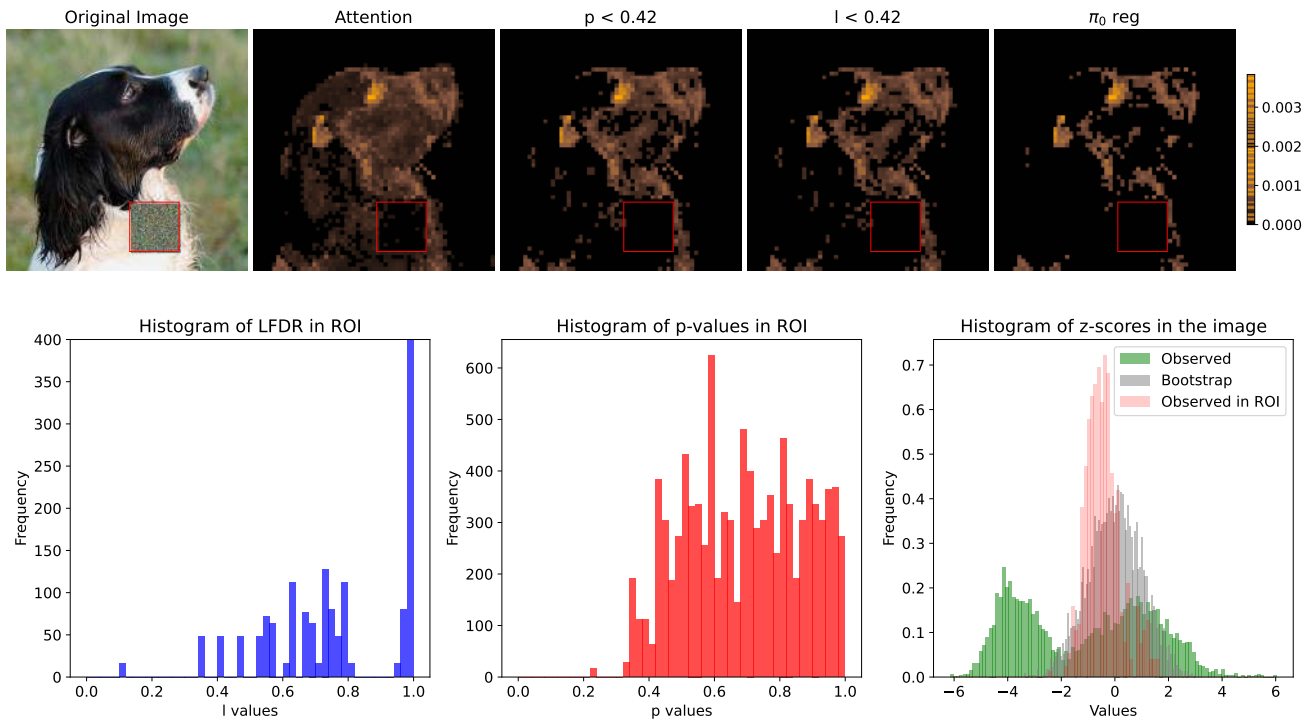 Original Image
Attention
p < 0.42
l < 0.42
π₀ reg
0.003
0.002
0.001
0.000
Histogram of LFDR in ROI
400
350
300
250
200
150
100
50
0
Frequency
0.0 0.2 0.4 0.6 0.8 1.0
l values
Histogram of p-values in ROI
600
500
400
300
200
100
0
Frequency
0.0 0.2 0.4 0.6 0.8 1.0
p values
Histogram of z-scores in the image
Observed
Bootstrap
Observed in ROI
0.7
0.6
0.5
0.4
0.3
0.2
0.1
0.0
Frequency
−6 −4 −2 0 2 4 6
Values